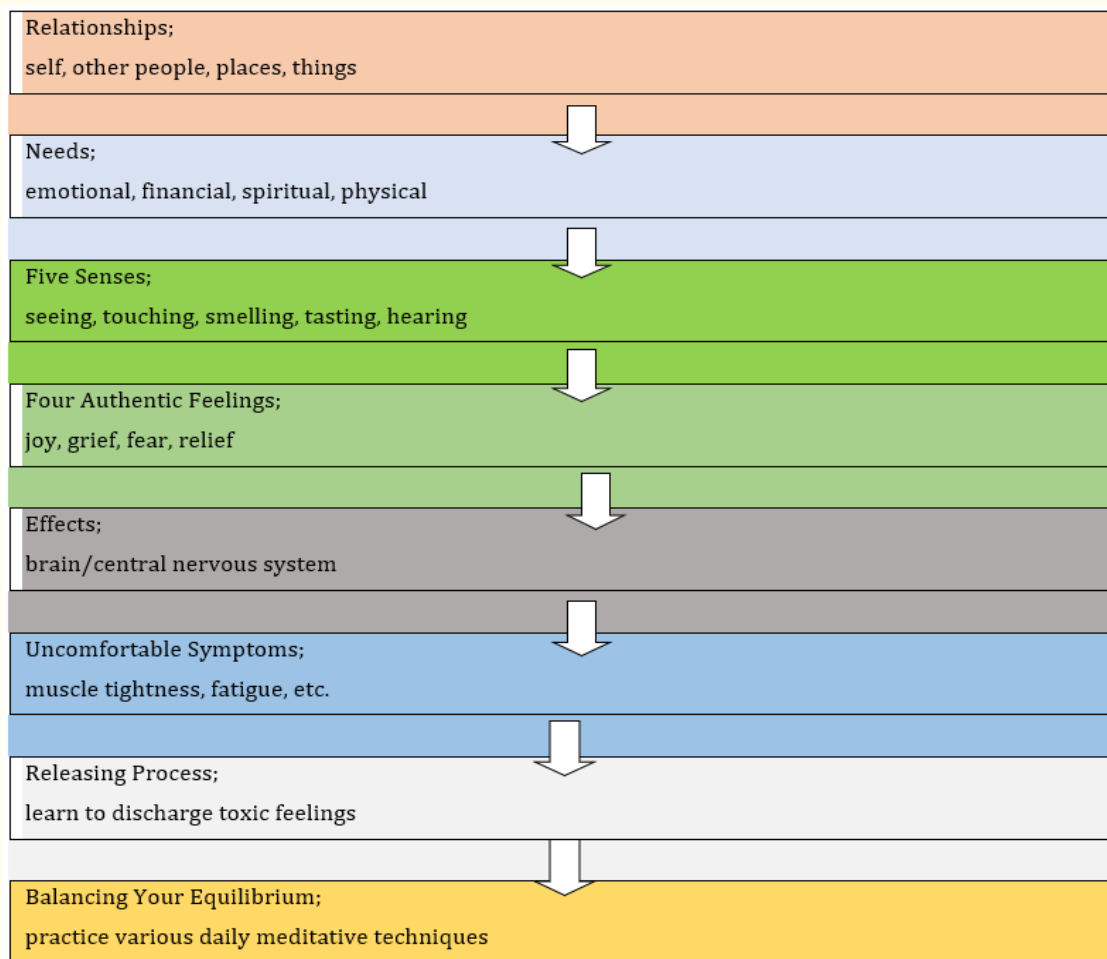 Relationships;
self, other people, places, things
Needs;
emotional, financial, spiritual, physical
Five Senses;
seeing, touching, smelling, tasting, hearing
Four Authentic Feelings;
joy, grief, fear, relief
Effects;
brain/central nervous system
Uncomfortable Symptoms;
muscle tightness, fatigue, etc.
Releasing Process;
learn to discharge toxic feelings
Balancing Your Equilibrium;
practice various daily meditative techniques